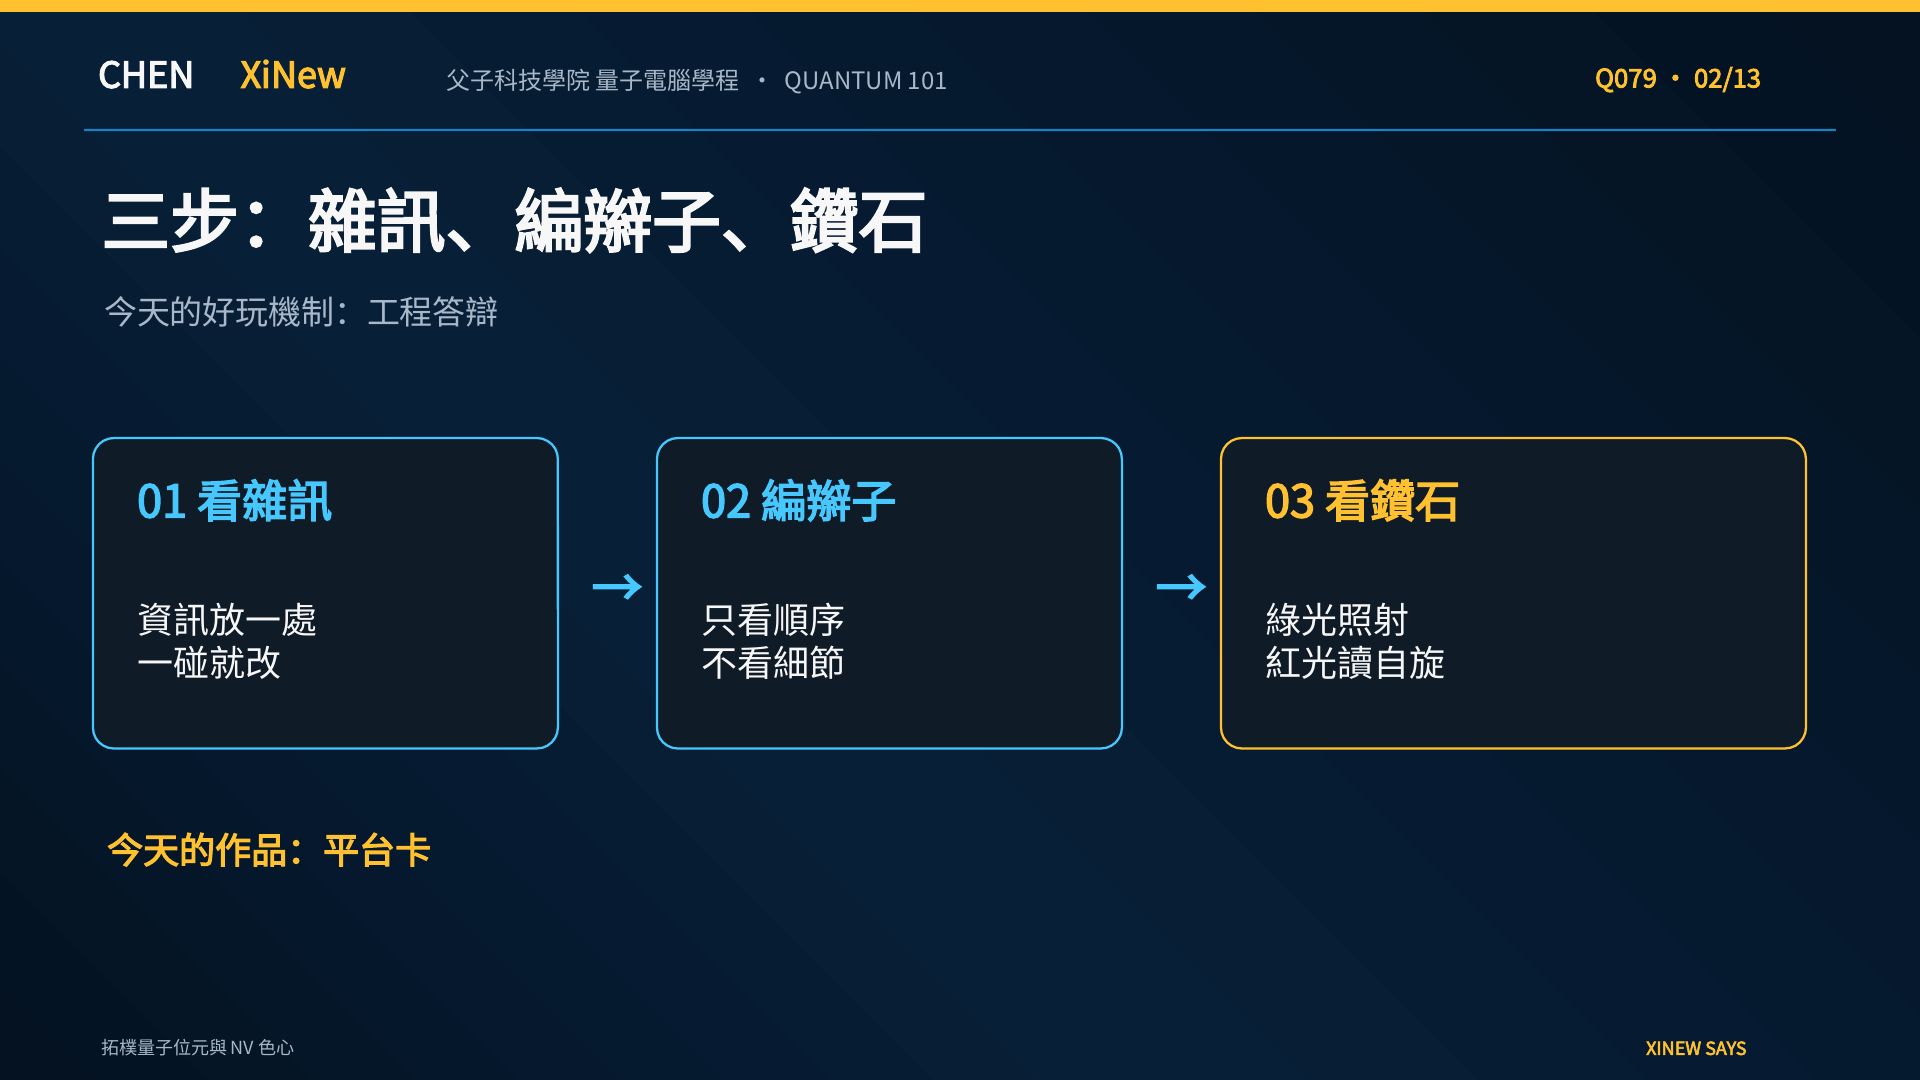 CHEN XiNew 父子科技學院 量子電腦學程 · QUANTUM 101
Q079 · 02/13
三步：雜訊、編辮子、鑽石
今天的好玩機制：工程答辯
01 看雜訊
資訊放一處
一碰就改
→
02 編辮子
只看順序
不看細節
→
03 看鑽石
綠光照射
紅光讀自旋
今天的作品：平台卡
拓樸量子位元與 NV 色心
XINEW SAYS